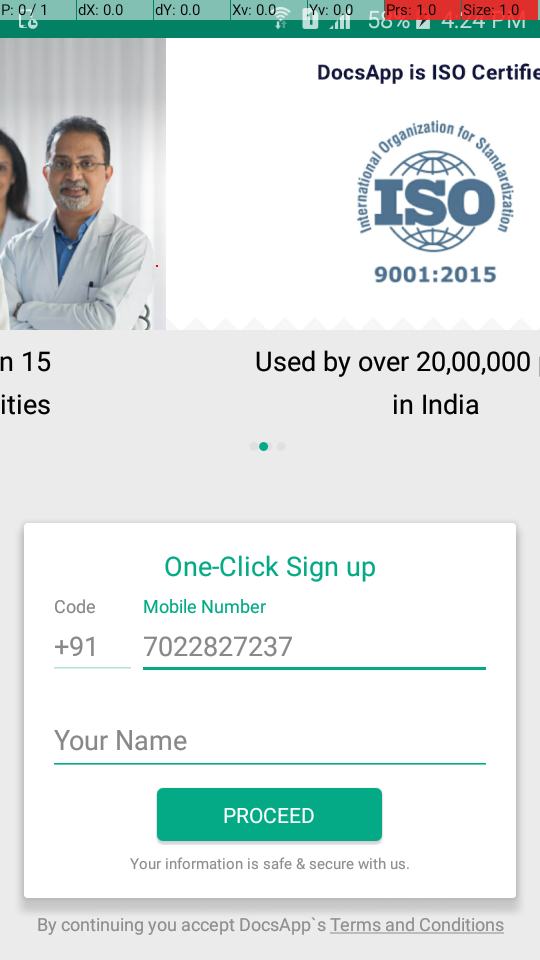 P: 0 / 1 dX: 0.0 dY: 0.0 Xv: 0.0 Yv: 0.0 Prs: 1.0 Size: 1.0
58% 4:24 PM
DocsApp is ISO Certifie
International Organization for Standardization
ISO
9001:2015
n 15
ities
Used by over 20,00,000
in India
One-Click Sign up
Code Mobile Number
+91 7022827237
Your Name
PROCEED
Your information is safe & secure with us.
By continuing you accept DocsApp`s Terms and Conditions